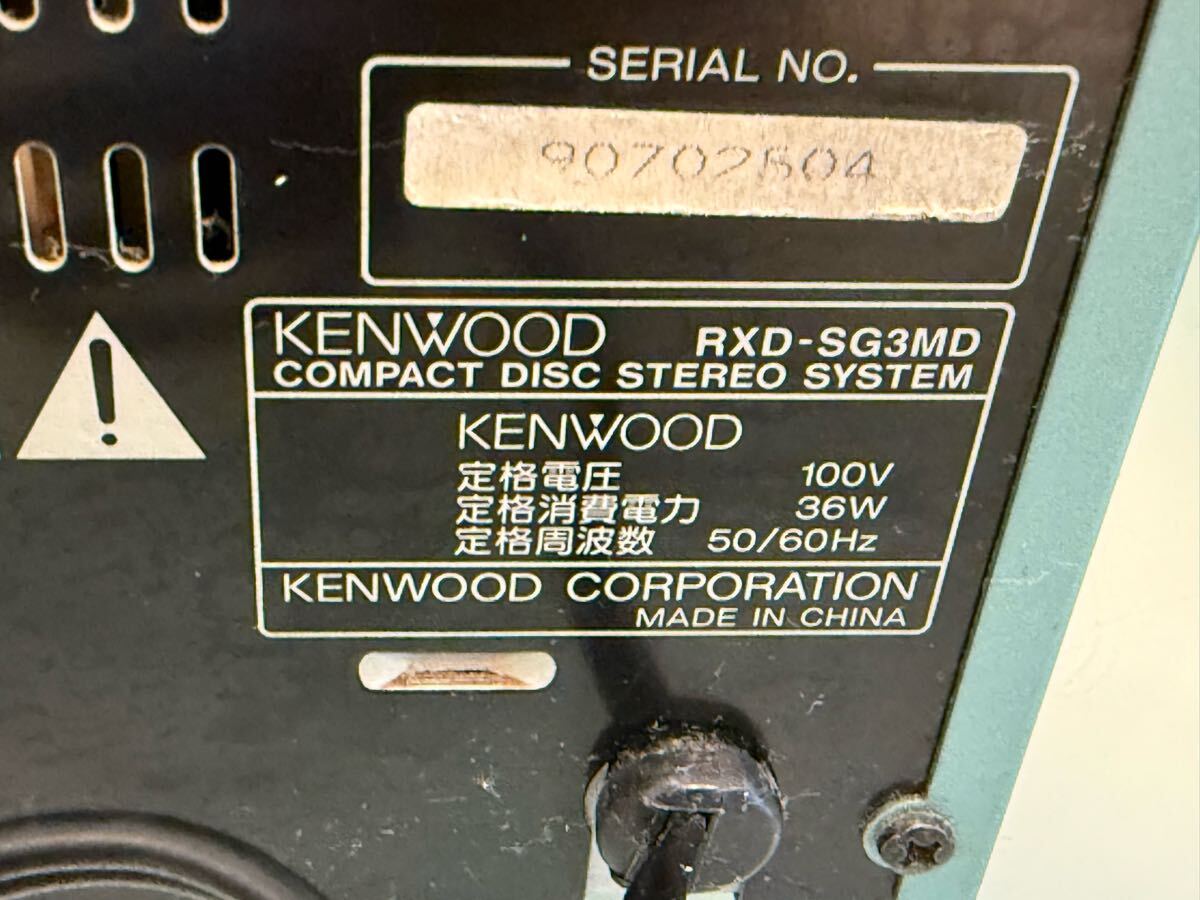 SERIAL NO.
90702504
KENWOOD RXD-SG3MD
COMPACT DISC STEREO SYSTEM
KENWOOD
定格電圧 100V
定格消費電力 36W
定格周波数 50/60Hz
KENWOOD CORPORATION
MADE IN CHINA